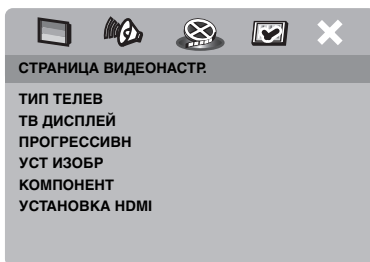 СТРАНИЦА ВИДЕОНАСТР.
ТИП ТЕЛЕВ
ТВ ДИСПЛЕЙ
ПРОГРЕССИВН
УСТ ИЗОБР
КОМПОНЕНТ
УСТАНОВКА HDMI